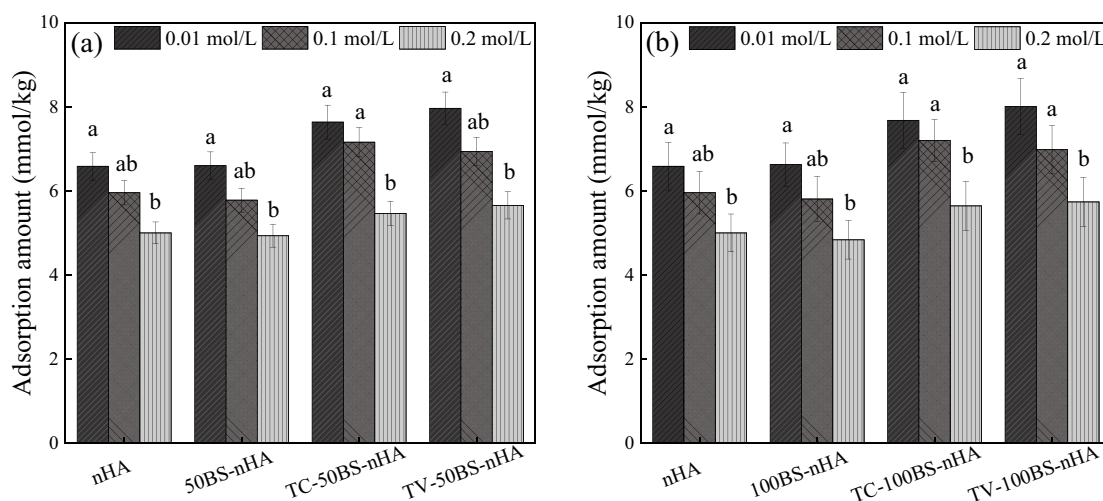 (a) 0.01 mol/L 0.1 mol/L 0.2 mol/L
Adsorption amount (mmol/kg)
10
8
6
4
2
0
a ab b
a ab b
a a b
a ab b
nHA
50BS-nHA
TC-50BS-nHA
TV-50BS-nHA
(b) 0.01 mol/L 0.1 mol/L 0.2 mol/L
Adsorption amount (mmol/kg)
10
8
6
4
2
0
a ab b
a ab b
a a b
a a b
nHA
100BS-nHA
TC-100BS-nHA
TV-100BS-nHA